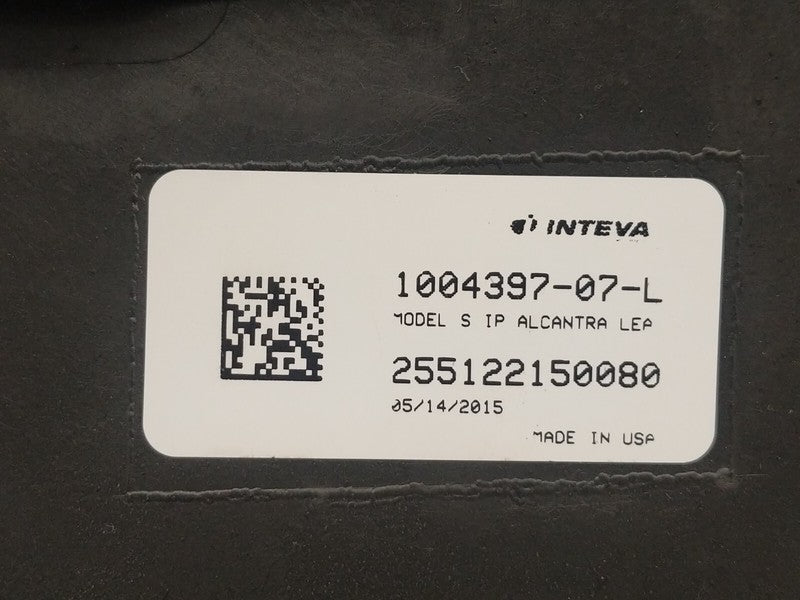 INTEVA
1004397-07-L
MODEL S IP ALCANTRA LEA
255122150080
05/14/2015
MADE IN USA